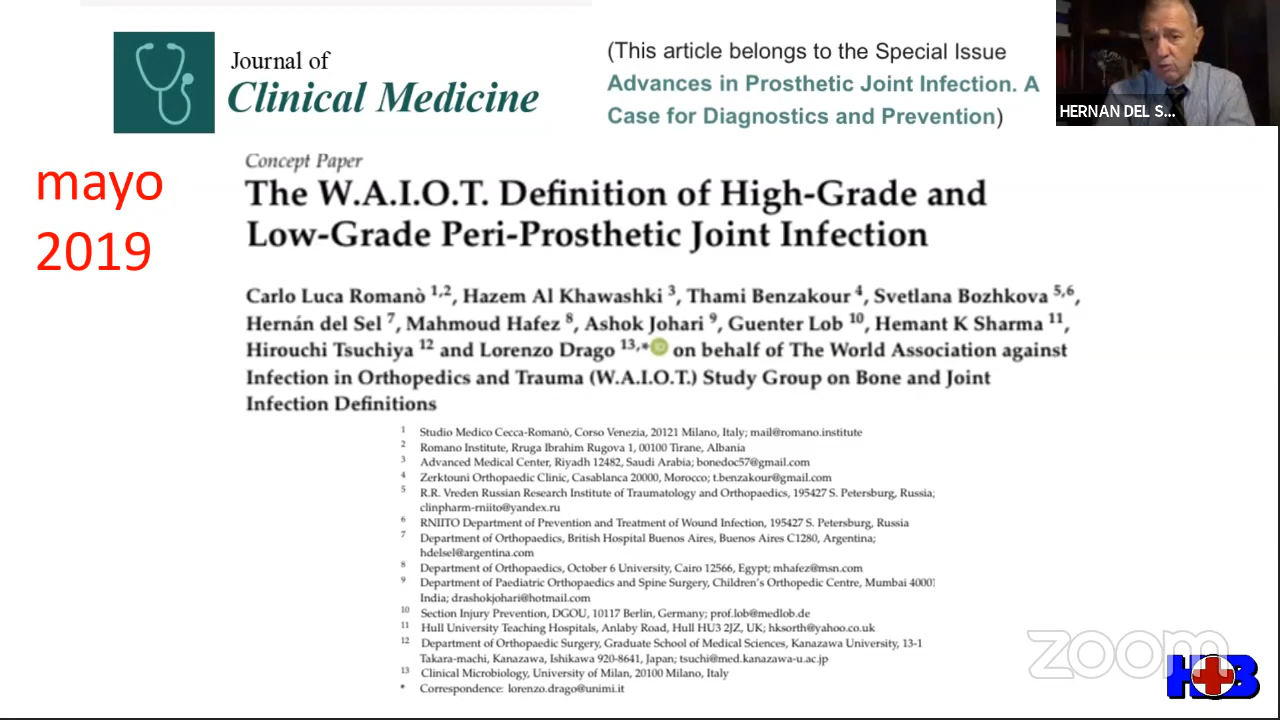 Journal of
Clinical Medicine
(This article belongs to the Special Issue
Advances in Prosthetic Joint Infection. A
Case for Diagnostics and Prevention)
HERNAN DEL S...
mayo
2019
Concept Paper
The W.A.I.O.T. Definition of High-Grade and
Low-Grade Peri-Prosthetic Joint Infection
Carlo Luca Romanò 1,2, Hazem Al Khawashki 3, Thami Benzakour 4, Svetlana Bozhkova 5,6,
Hernán del Sel 7, Mahmoud Hafez 8, Ashok Johari 9, Guenter Lob 10, Hemant K Sharma 11,
Hirouchi Tsuchiya 12 and Lorenzo Drago 13,* iD on behalf of The World Association against
Infection in Orthopedics and Trauma (W.A.I.O.T.) Study Group on Bone and Joint
Infection Definitions
1 Studio Medico Cecca-Romanò, Corso Venezia, 20121 Milano, Italy; mail@romano.institute
2 Romano Institute, Rruga Ibrahim Rugova 1, 00100 Tirane, Albania
3 Advanced Medical Center, Riyadh 12482, Saudi Arabia; bonedoc57@gmail.com
4 Zerktouni Orthopaedic Clinic, Casablanca 20000, Morocco; t.benzakour@gmail.com
5 R.R. Vreden Russian Research Institute of Traumatology and Orthopaedics, 195427 S. Petersburg, Russia;
clinpharm-rniito@yandex.ru
6 RNIITO Department of Prevention and Treatment of Wound Infection, 195427 S. Petersburg, Russia
7 Department of Orthopaedics, British Hospital Buenos Aires, Buenos Aires C1280, Argentina;
hdelsel@argentina.com
8 Department of Orthopaedics, October 6 University, Cairo 12566, Egypt; mhafez@msn.com
9 Department of Paediatric Orthopaedics and Spine Surgery, Children's Orthopedic Centre, Mumbai 40001
India; drashokjohari@hotmail.com
10 Section Injury Prevention, DGOU, 10117 Berlin, Germany; prof.lob@medlob.de
11 Hull University Teaching Hospitals, Anlaby Road, Hull HU3 2JZ, UK; hksorth@yahoo.co.uk
12 Department of Orthopaedic Surgery, Graduate School of Medical Sciences, Kanazawa University, 13-1
Takara-machi, Kanazawa, Ishikawa 920-8641, Japan; tsuchi@med.kanazawa-u.ac.jp
13 Clinical Microbiology, University of Milan, 20100 Milano, Italy
* Correspondence: lorenzo.drago@unimi.it
zoom
HB